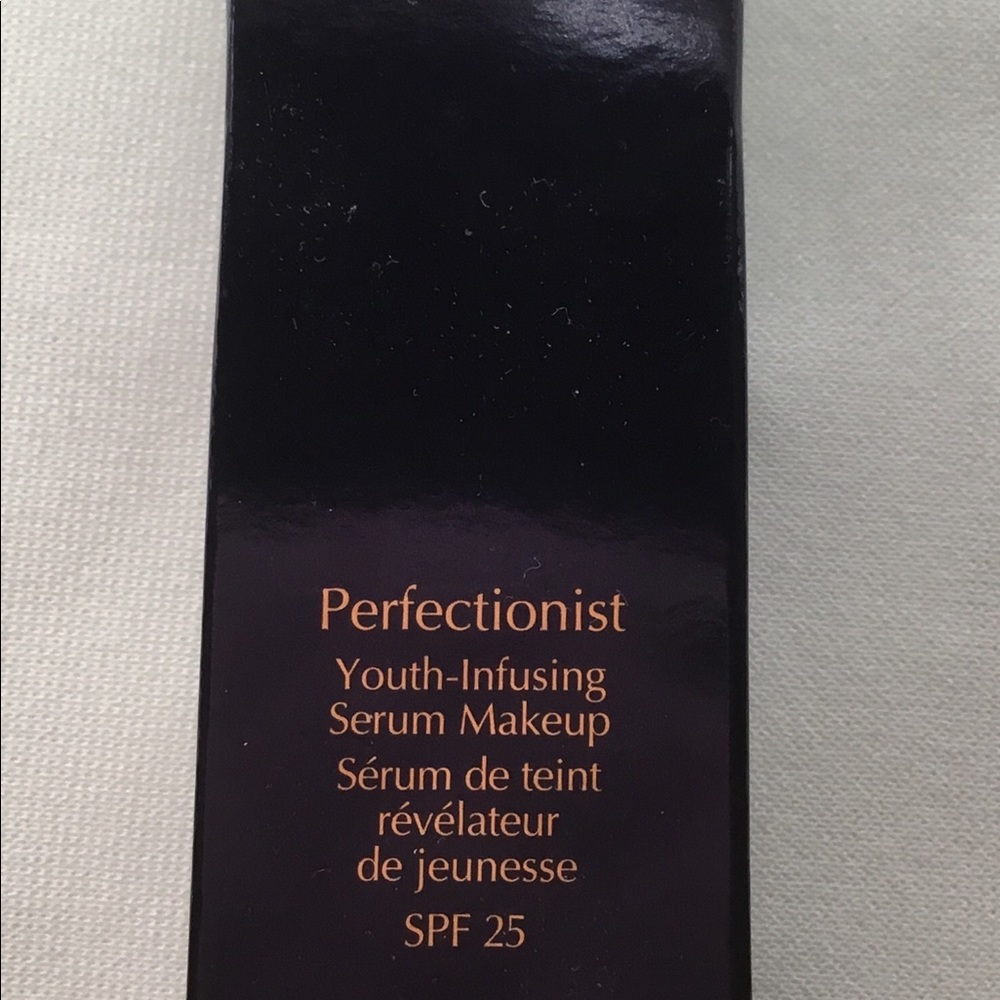 Perfectionist
Youth-Infusing
Serum Makeup
Sérum de teint
révélateur
de jeunesse
SPF 25